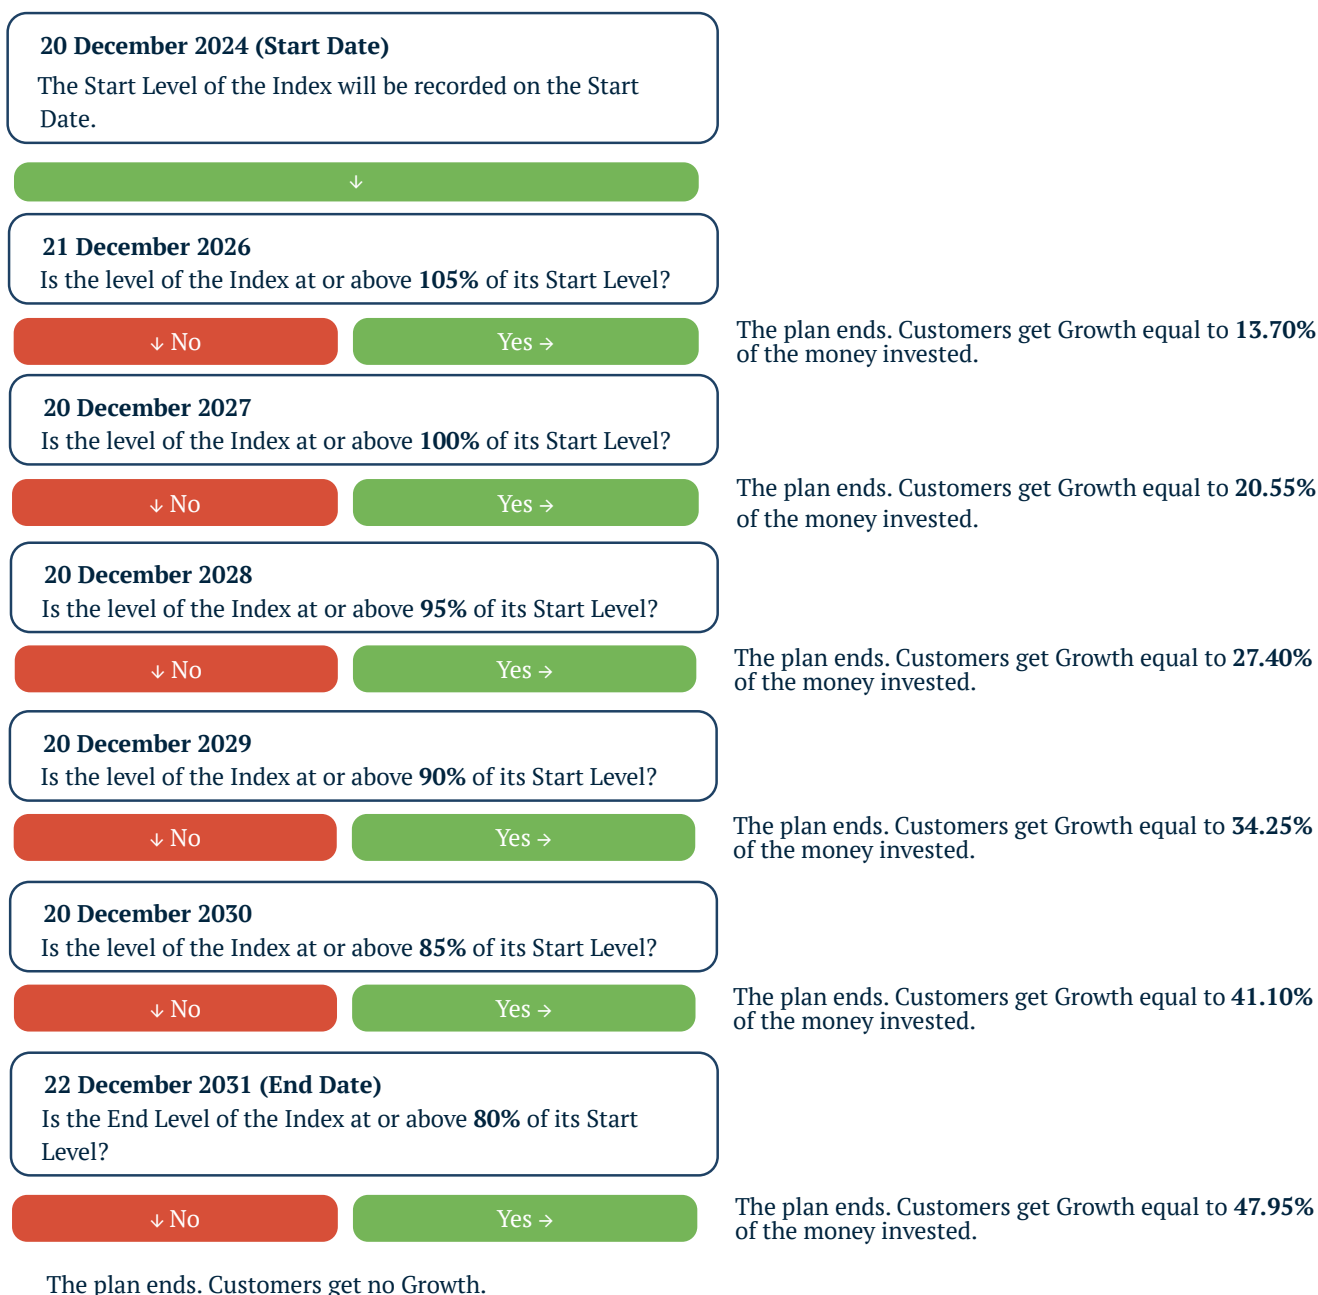 20 December 2024 (Start Date)
The Start Level of the Index will be recorded on the Start
Date.
↓
21 December 2026
Is the level of the Index at or above 105% of its Start Level?
↓ No
Yes →
The plan ends. Customers get Growth equal to 13.70%
of the money invested.
20 December 2027
Is the level of the Index at or above 100% of its Start Level?
↓ No
Yes →
The plan ends. Customers get Growth equal to 20.55%
of the money invested.
20 December 2028
Is the level of the Index at or above 95% of its Start Level?
↓ No
Yes →
The plan ends. Customers get Growth equal to 27.40%
of the money invested.
20 December 2029
Is the level of the Index at or above 90% of its Start Level?
↓ No
Yes →
The plan ends. Customers get Growth equal to 34.25%
of the money invested.
20 December 2030
Is the level of the Index at or above 85% of its Start Level?
↓ No
Yes →
The plan ends. Customers get Growth equal to 41.10%
of the money invested.
22 December 2031 (End Date)
Is the End Level of the Index at or above 80% of its Start
Level?
↓ No
Yes →
The plan ends. Customers get Growth equal to 47.95%
of the money invested.
The plan ends. Customers get no Growth.